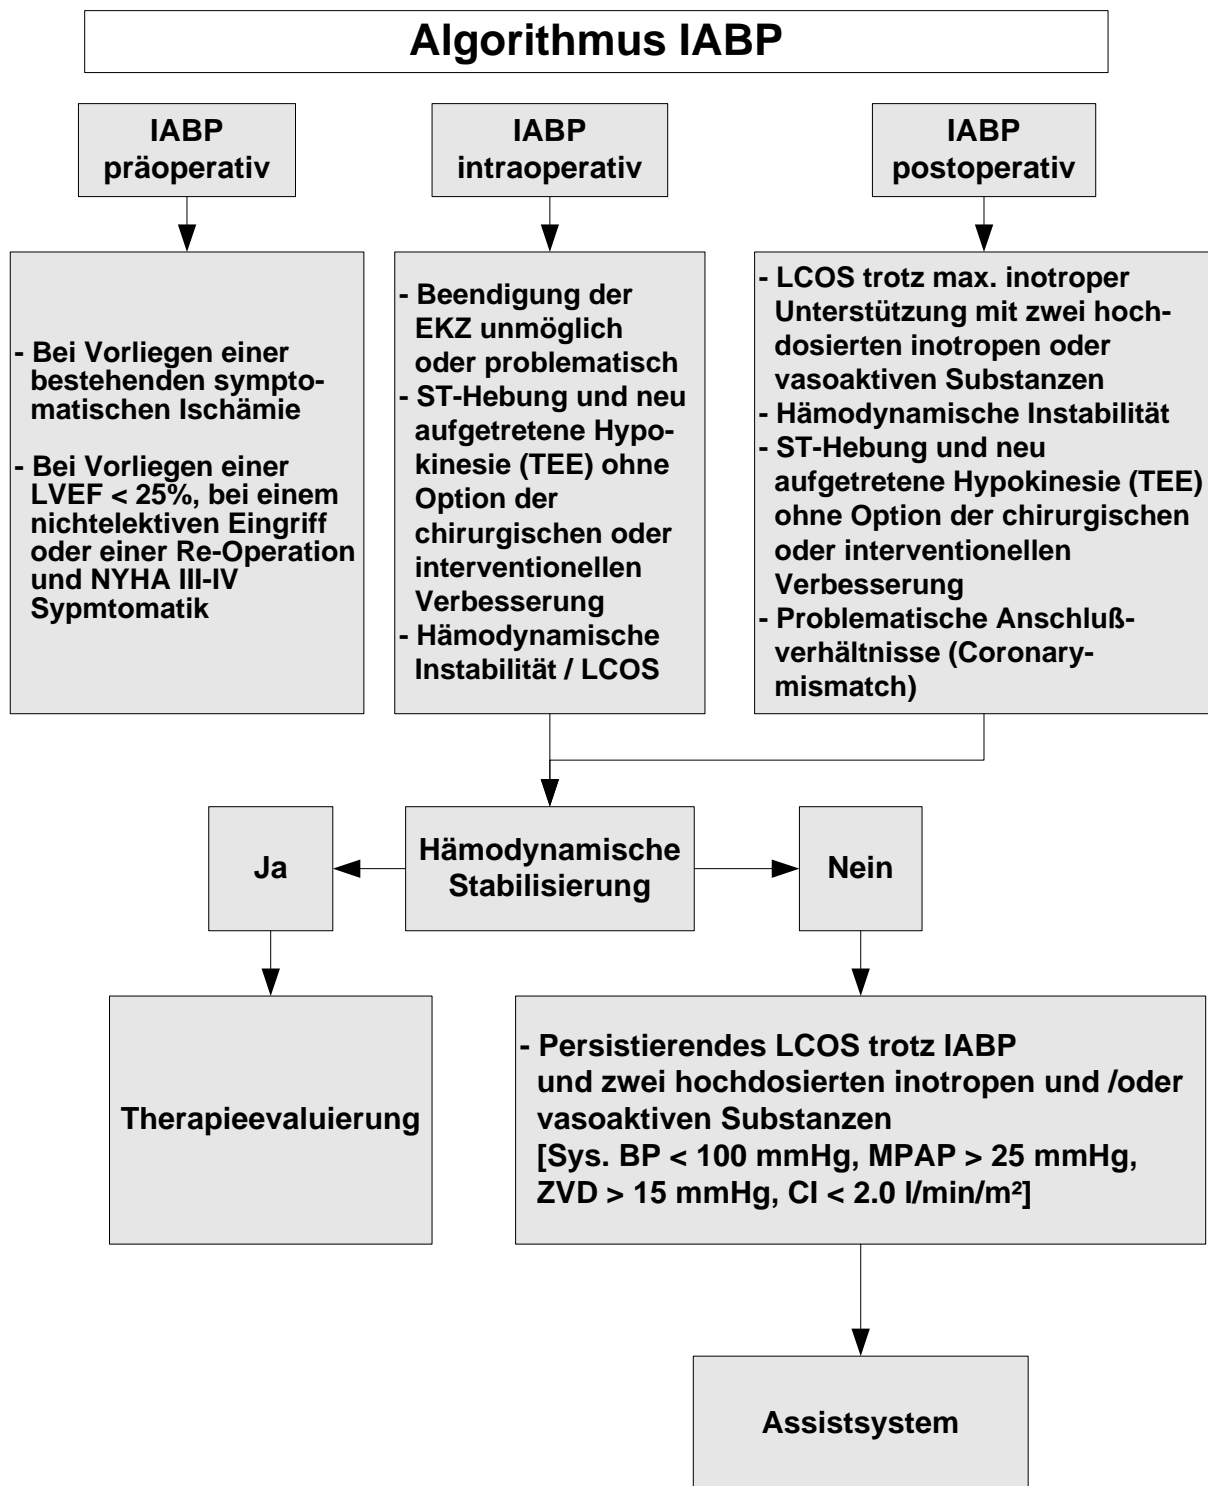 Algorithmus IABP
IABP
präoperativ
IABP
intraoperativ
IABP
postoperativ
- Bei Vorliegen einer
bestehenden sympto-
matischen Ischämie
- Bei Vorliegen einer
LVEF < 25%, bei einem
nichtelektiven Eingriff
oder einer Re-Operation
und NYHA III-IV
Sypmtomatik
- Beendigung der
EKZ unmöglich
oder problematisch
- ST-Hebung und neu
aufgetretene Hypo-
kinesie (TEE) ohne
Option der
chirurgischen oder
interventionellen
Verbesserung
- Hämodynamische
Instabilität / LCOS
- LCOS trotz max. inotroper
Unterstützung mit zwei hoch-
dosierten inotropen oder
vasoaktiven Substanzen
- Hämodynamische Instabilität
- ST-Hebung und neu
aufgetretene Hypokinesie (TEE)
ohne Option der chirurgischen
oder interventionellen
Verbesserung
- Problematische Anschluß-
verhältnisse (Coronary-
mismatch)
Ja
Hämodynamische
Stabilisierung
Nein
Therapieevaluierung
- Persistierendes LCOS trotz IABP
und zwei hochdosierten inotropen und /oder
vasoaktiven Substanzen
[Sys. BP < 100 mmHg, MPAP > 25 mmHg,
ZVD > 15 mmHg, CI < 2.0 l/min/m²]
Assistsystem